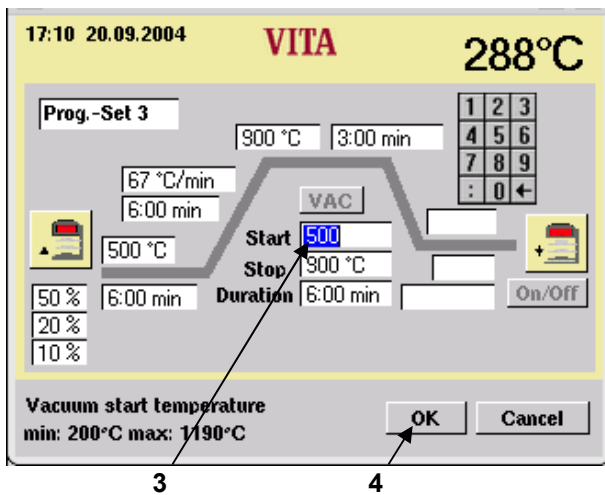 17:10 20.09.2004 VITA 288°C
Prog.-Set 3
1 2 3
4 5 6
7 8 9
: 0 ←
900 °C 3:00 min
67 °C/min
6:00 min
VAC
500 °C
Start 500
Stop 900 °C
Duration 6:00 min
6:00 min
50 %
20 %
10 %
On/Off
Vacuum start temperature
min: 200°C max: 1190°C
OK Cancel
3 4